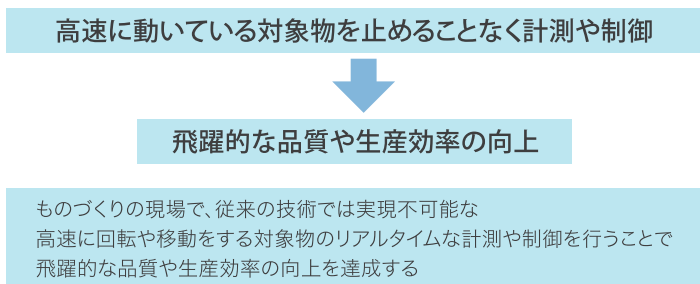 高速に動いている対象物を止めることなく計測や制御
飛躍的な品質や生産効率の向上
ものづくりの現場で、従来の技術では実現不可能な
高速に回転や移動をする対象物のリアルタイムな計測や制御を行うことで
飛躍的な品質や生産効率の向上を達成する